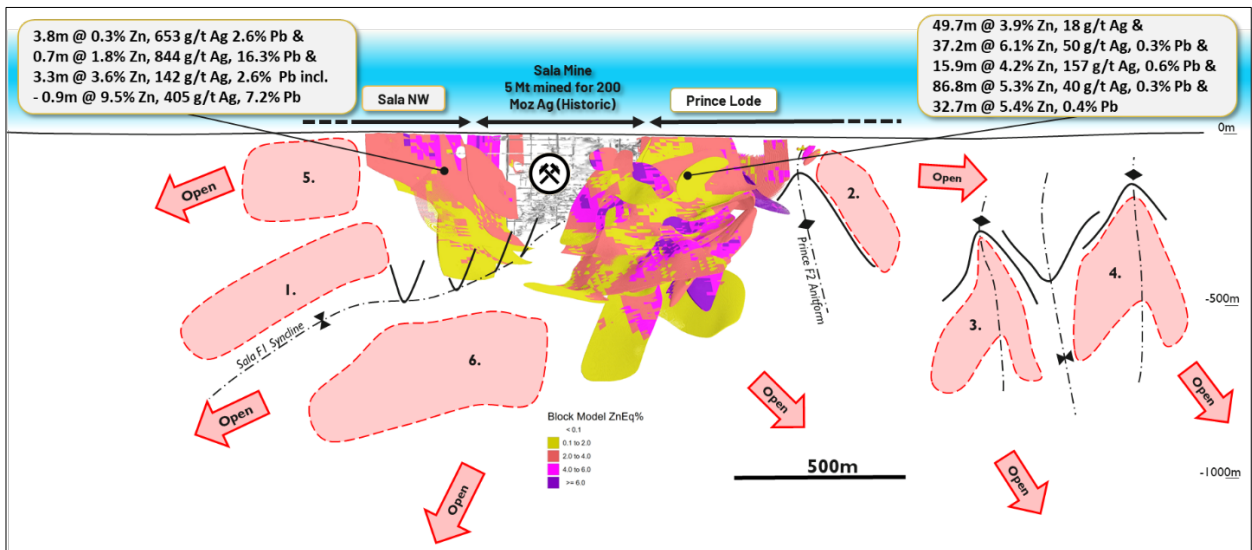 3.8m @ 0.3% Zn, 653 g/t Ag 2.6% Pb &
0.7m @ 1.8% Zn, 844 g/t Ag, 16.3% Pb &
3.3m @ 3.6% Zn, 142 g/t Ag, 2.6% Pb incl.
- 0.9m @ 9.5% Zn, 405 g/t Ag, 7.2% Pb
49.7m @ 3.9% Zn, 18 g/t Ag &
37.2m @ 6.1% Zn, 50 g/t Ag, 0.3% Pb &
15.9m @ 4.2% Zn, 157 g/t Ag, 0.6% Pb &
86.8m @ 5.3% Zn, 40 g/t Ag, 0.3% Pb &
32.7m @ 5.4% Zn, 0.4% Pb
Sala Mine
5 Mt mined for 200
Moz Ag (Historic)
Sala NW
Prince Lode
0m
Open
5.
2.
Open
1.
Prince F2 Anitform
4.
-500m
3.
Sala F1 Syncline
6.
Open
Open
Open
Block Model ZnEq%
< 0.1
0.1 to 2.0
2.0 to 4.0
4.0 to 6.0
>= 6.0
500m
-1000m
Open
Open